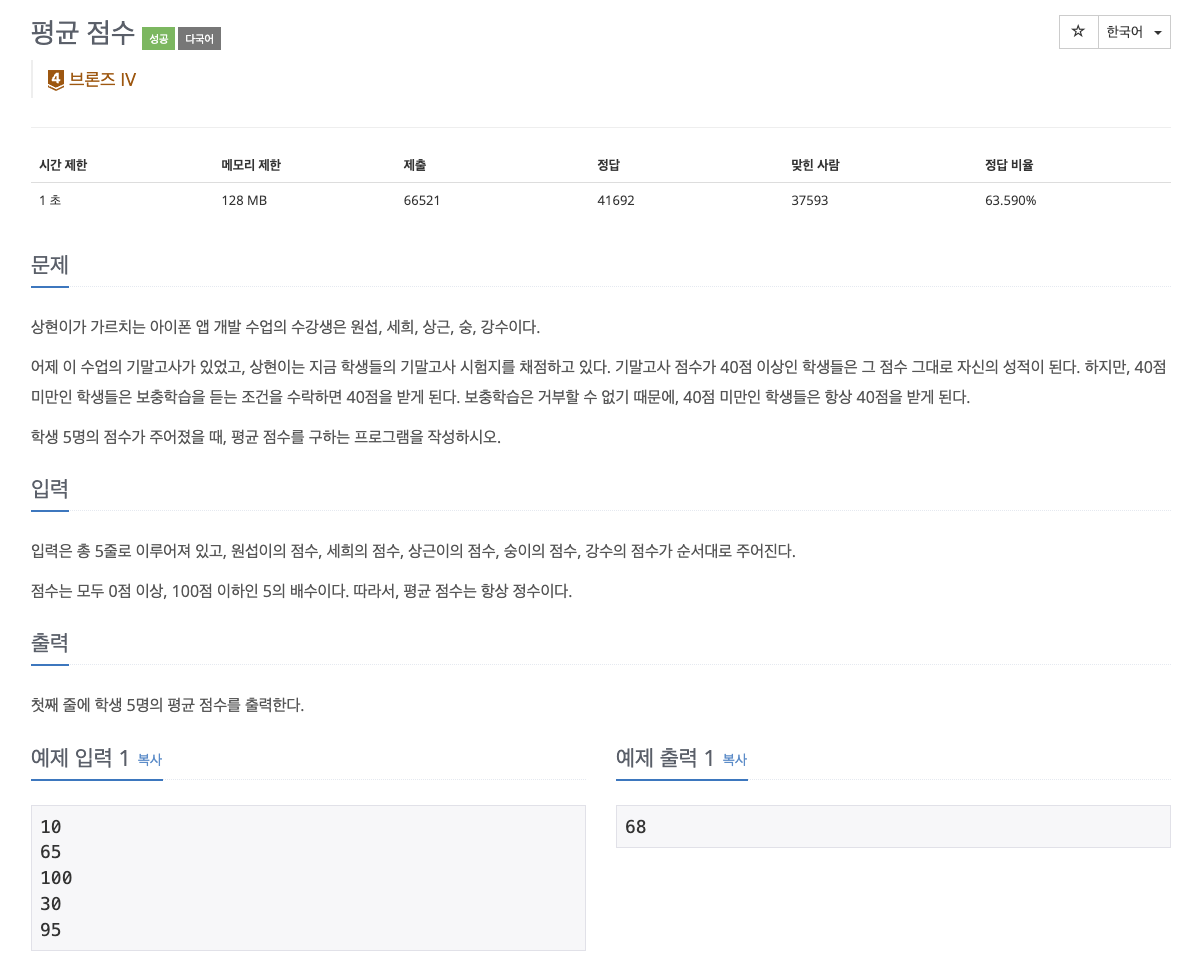 평균 점수 성공 다국어
☆ 한국어
4 브론즈 IV
시간 제한 메모리 제한 제출 정답 맞힌 사람 정답 비율
1 초 128 MB 66521 41692 37593 63.590%
문제
상현이가 가르치는 아이폰 앱 개발 수업의 수강생은 원섭, 세희, 상근, 숭, 강수이다.
어제 이 수업의 기말고사가 있었고, 상현이는 지금 학생들의 기말고사 시험지를 채점하고 있다. 기말고사 점수가 40점 이상인 학생들은 그 점수 그대로 자신의 성적이 된다. 하지만, 40점
미만인 학생들은 보충학습을 듣는 조건을 수락하면 40점을 받게 된다. 보충학습은 거부할 수 없기 때문에, 40점 미만인 학생들은 항상 40점을 받게 된다.
학생 5명의 점수가 주어졌을 때, 평균 점수를 구하는 프로그램을 작성하시오.
입력
입력은 총 5줄로 이루어져 있고, 원섭이의 점수, 세희의 점수, 상근이의 점수, 숭이의 점수, 강수의 점수가 순서대로 주어진다.
점수는 모두 0점 이상, 100점 이하인 5의 배수이다. 따라서, 평균 점수는 항상 정수이다.
출력
첫째 줄에 학생 5명의 평균 점수를 출력한다.
예제 입력 1 복사
10
65
100
30
95
예제 출력 1 복사
68